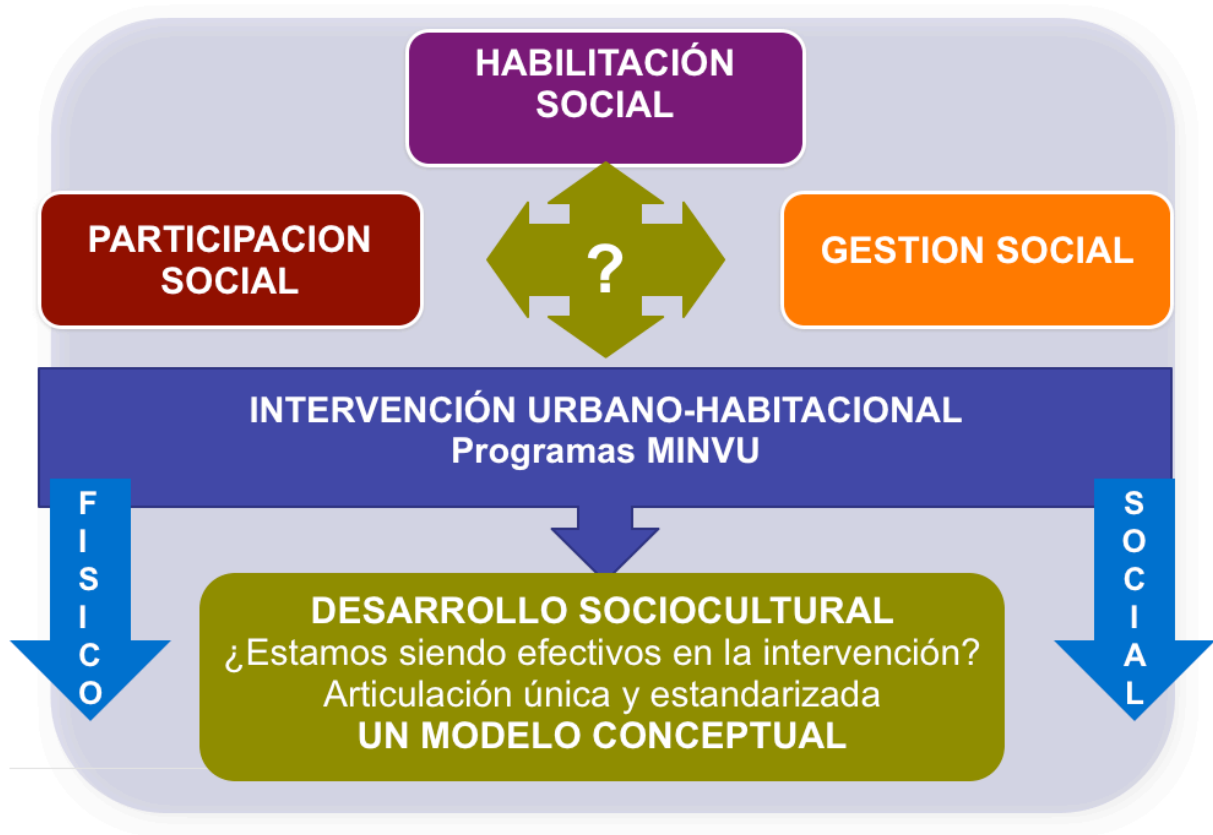 HABILITACIÓN
SOCIAL
PARTICIPACION
SOCIAL
?
GESTION SOCIAL
INTERVENCIÓN URBANO-HABITACIONAL
Programas MINVU
FISICO
SOCIAL
DESARROLLO SOCIOCULTURAL
¿Estamos siendo efectivos en la intervención?
Articulación única y estandarizada
UN MODELO CONCEPTUAL